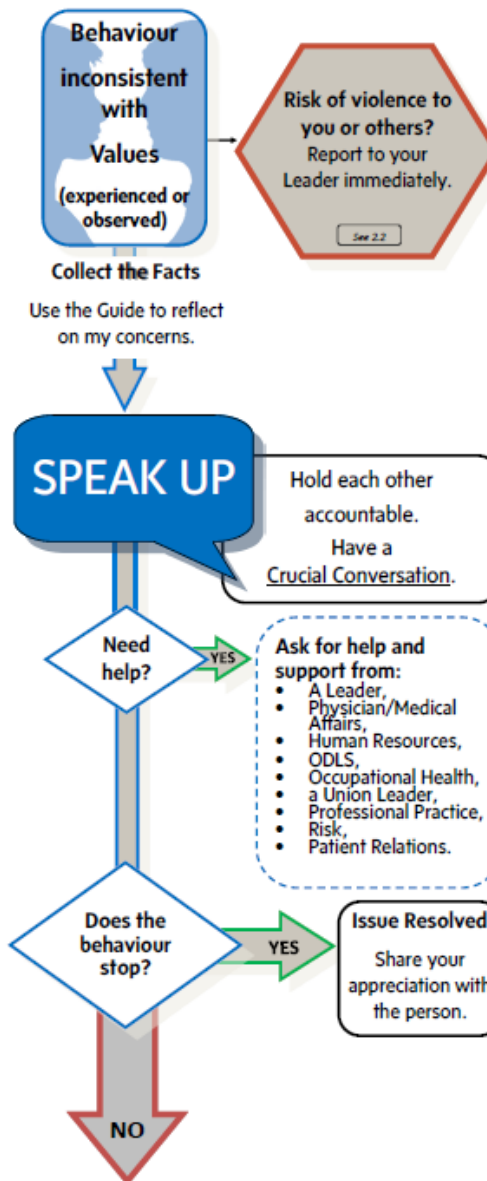 Behaviour
inconsistent
with
Values
(experienced or
observed)
Risk of violence to
you or others?
Report to your
Leader immediately.
See 2.2
Collect the Facts
Use the Guide to reflect
on my concerns.
SPEAK UP
Hold each other
accountable.
Have a
Crucial Conversation.
Need
help?
YES
Ask for help and
support from:
• A Leader,
• Physician/Medical
Affairs,
• Human Resources,
• ODLS,
• Occupational Health,
• a Union Leader,
• Professional Practice,
• Risk,
• Patient Relations.
Does the
behaviour
stop?
YES
Issue Resolved
Share your
appreciation with
the person.
NO